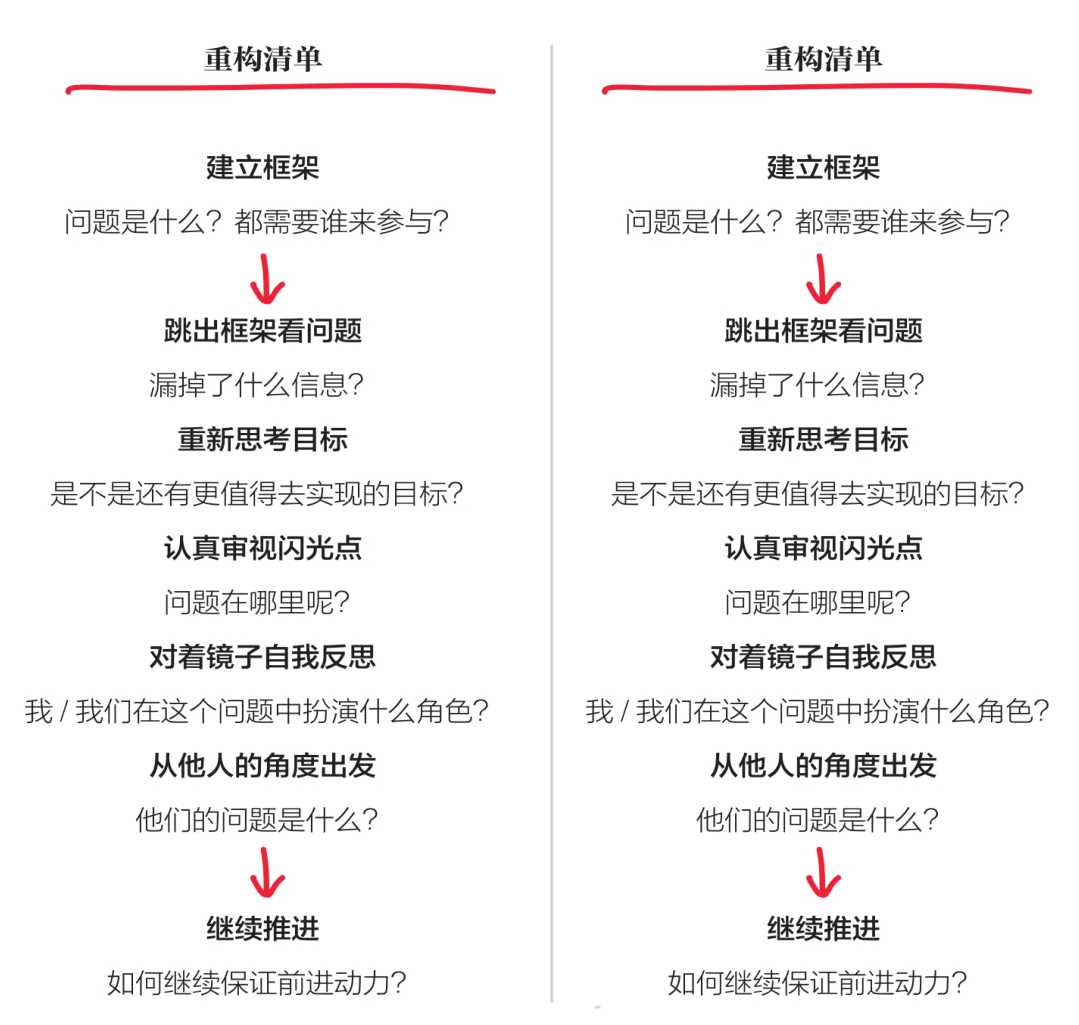 重构清单
建立框架
问题是什么？都需要谁来参与？
跳出框架看问题
漏掉了什么信息？
重新思考目标
是不是还有更值得去实现的目标？
认真审视闪光点
问题在哪里呢？
对着镜子自我反思
我 / 我们在这个问题中扮演什么角色？
从他人的角度出发
他们的问题是什么？
继续推进
如何继续保证前进动力？
重构清单
建立框架
问题是什么？都需要谁来参与？
跳出框架看问题
漏掉了什么信息？
重新思考目标
是不是还有更值得去实现的目标？
认真审视闪光点
问题在哪里呢？
对着镜子自我反思
我 / 我们在这个问题中扮演什么角色？
从他人的角度出发
他们的问题是什么？
继续推进
如何继续保证前进动力？